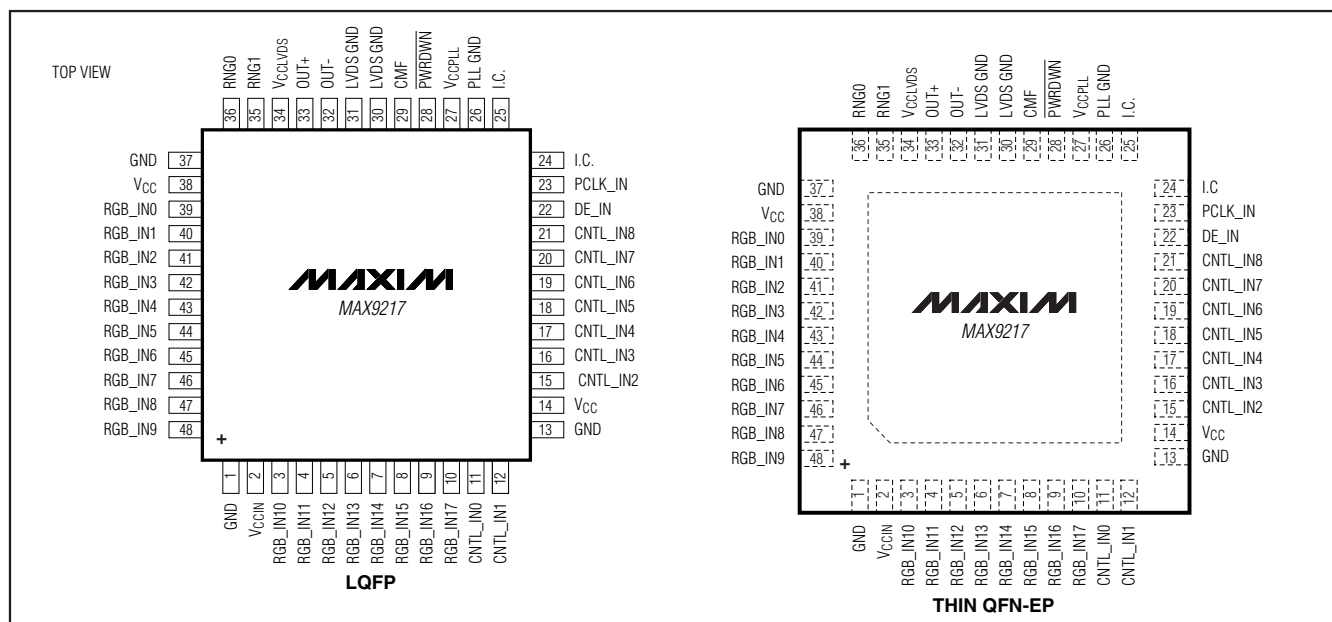 TOP VIEW
RNG0
RNG1
VCCLVDS
OUT+
OUT-
LVDS GND
LVDS GND
CMF
PWRDWN
VCCPLL
PLL GND
I.C.
36
35
34
33
32
31
30
29
28
27
26
25
GND 37
VCC 38
RGB_IN0 39
RGB_IN1 40
RGB_IN2 41
RGB_IN3 42
RGB_IN4 43
RGB_IN5 44
RGB_IN6 45
RGB_IN7 46
RGB_IN8 47
RGB_IN9 48
MAXIM
MAX9217
24 I.C.
23 PCLK_IN
22 DE_IN
21 CNTL_IN8
20 CNTL_IN7
19 CNTL_IN6
18 CNTL_IN5
17 CNTL_IN4
16 CNTL_IN3
15 CNTL_IN2
14 VCC
13 GND
+
1
2
3
4
5
6
7
8
9
10
11
12
GND
VCCIN
RGB_IN10
RGB_IN11
RGB_IN12
RGB_IN13
RGB_IN14
RGB_IN15
RGB_IN16
RGB_IN17
CNTL_IN0
CNTL_IN1
LQFP
RNG0
RNG1
VCCLVDS
OUT+
OUT-
LVDS GND
LVDS GND
CMF
PWRDWN
VCCPLL
PLL GND
I.C.
36
35
34
33
32
31
30
29
28
27
26
25
GND 37
VCC 38
RGB_IN0 39
RGB_IN1 40
RGB_IN2 41
RGB_IN3 42
RGB_IN4 43
RGB_IN5 44
RGB_IN6 45
RGB_IN7 46
RGB_IN8 47
RGB_IN9 48
MAXIM
MAX9217
24 I.C
23 PCLK_IN
22 DE_IN
21 CNTL_IN8
20 CNTL_IN7
19 CNTL_IN6
18 CNTL_IN5
17 CNTL_IN4
16 CNTL_IN3
15 CNTL_IN2
14 VCC
13 GND
+
1
2
3
4
5
6
7
8
9
10
11
12
GND
VCCIN
RGB_IN10
RGB_IN11
RGB_IN12
RGB_IN13
RGB_IN14
RGB_IN15
RGB_IN16
RGB_IN17
CNTL_IN0
CNTL_IN1
THIN QFN-EP